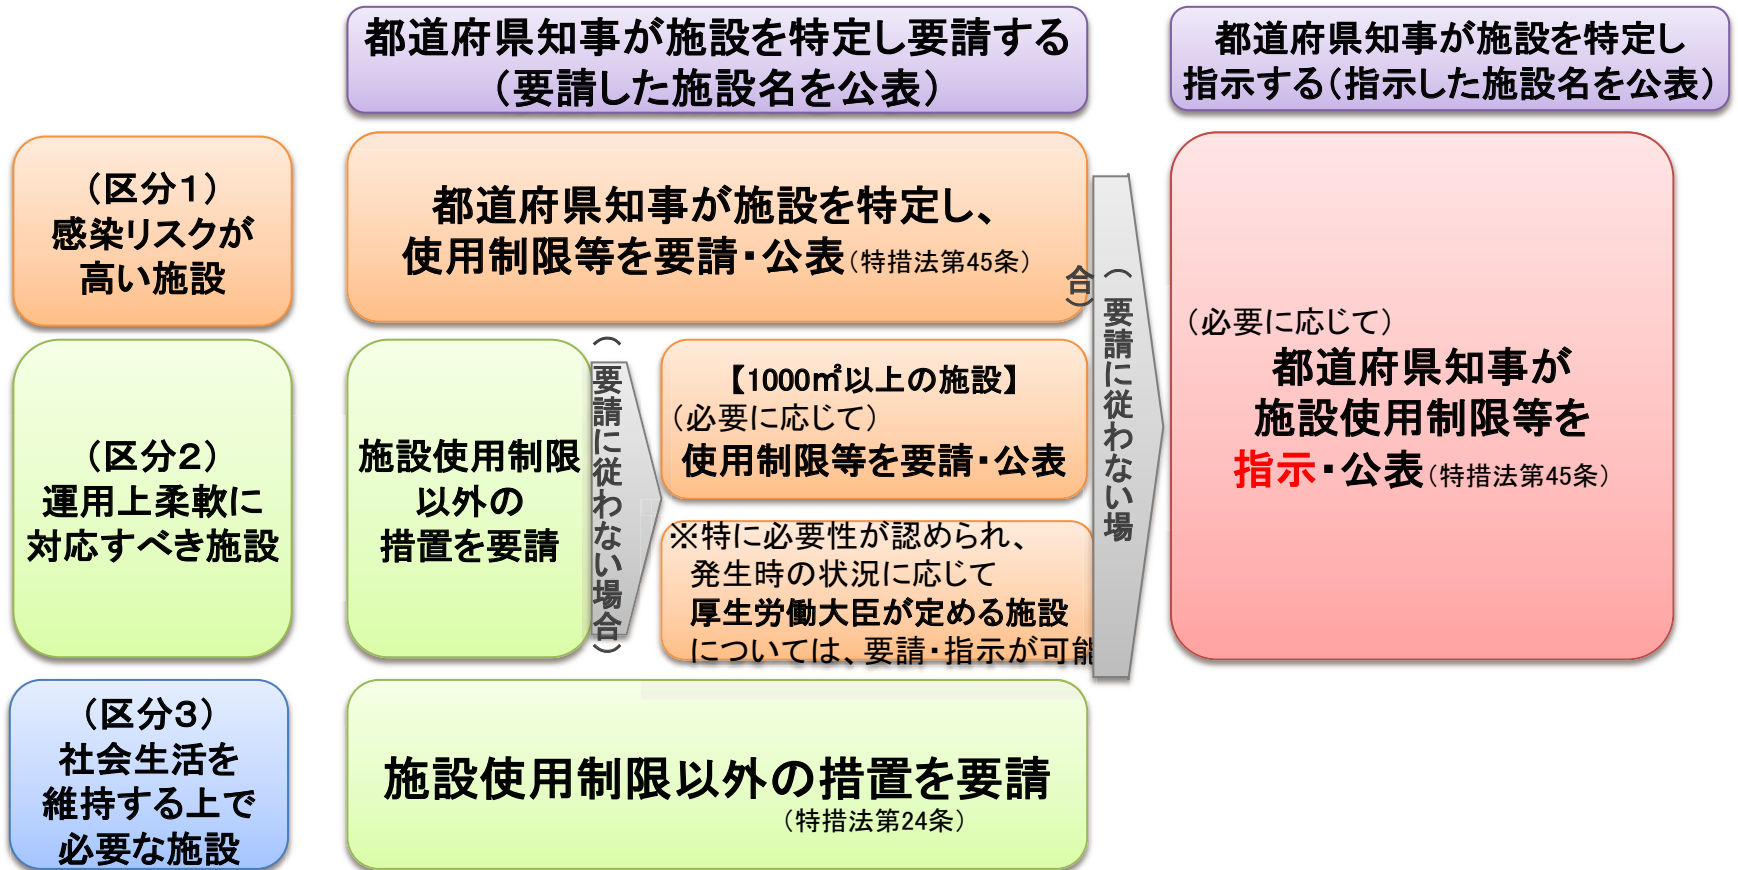 都道府県知事が施設を特定し要請する
（要請した施設名を公表）
都道府県知事が施設を特定し
指示する（指示した施設名を公表）
（区分１）
感染リスクが
高い施設
都道府県知事が施設を特定し、
使用制限等を要請・公表（特措法第45条）
（区分２）
運用上柔軟に
対応すべき施設
施設使用制限
以外の
措置を要請
（要請に従わない場合）
【1000㎡以上の施設】
（必要に応じて）
使用制限等を要請・公表
※特に必要性が認められ、
発生時の状況に応じて
厚生労働大臣が定める施設
については、要請・指示が可能
（要請に従わない場
合）
（必要に応じて）
都道府県知事が
施設使用制限等を
指示・公表（特措法第45条）
（区分３）
社会生活を
維持する上で
必要な施設
施設使用制限以外の措置を要請
（特措法第24条）